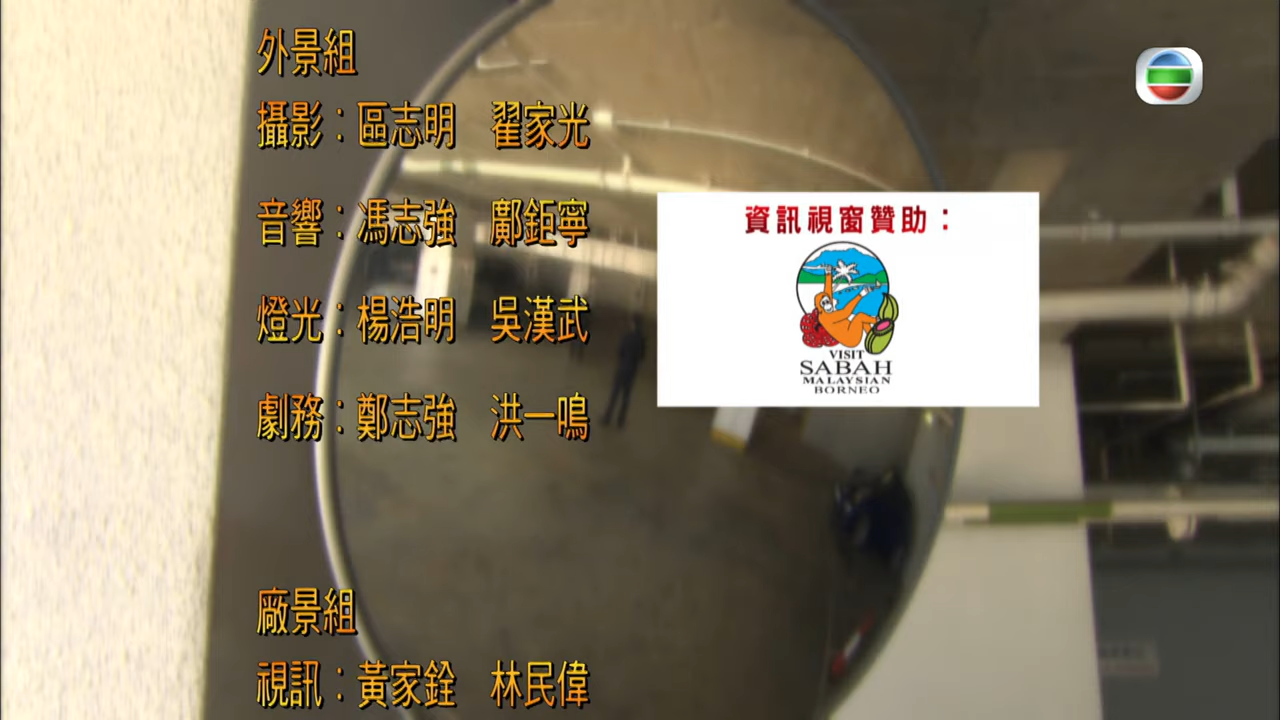 外景組
攝影：區志明　翟家光
音響：馮志強　鄺鉅寧
燈光：楊浩明　吳漢武
劇務：鄭志強　洪一鳴
廠景組
視訊：黃家銓　林民偉
資訊視窗贊助：
VISIT
SABAH
MALAYSIAN
BORNEO